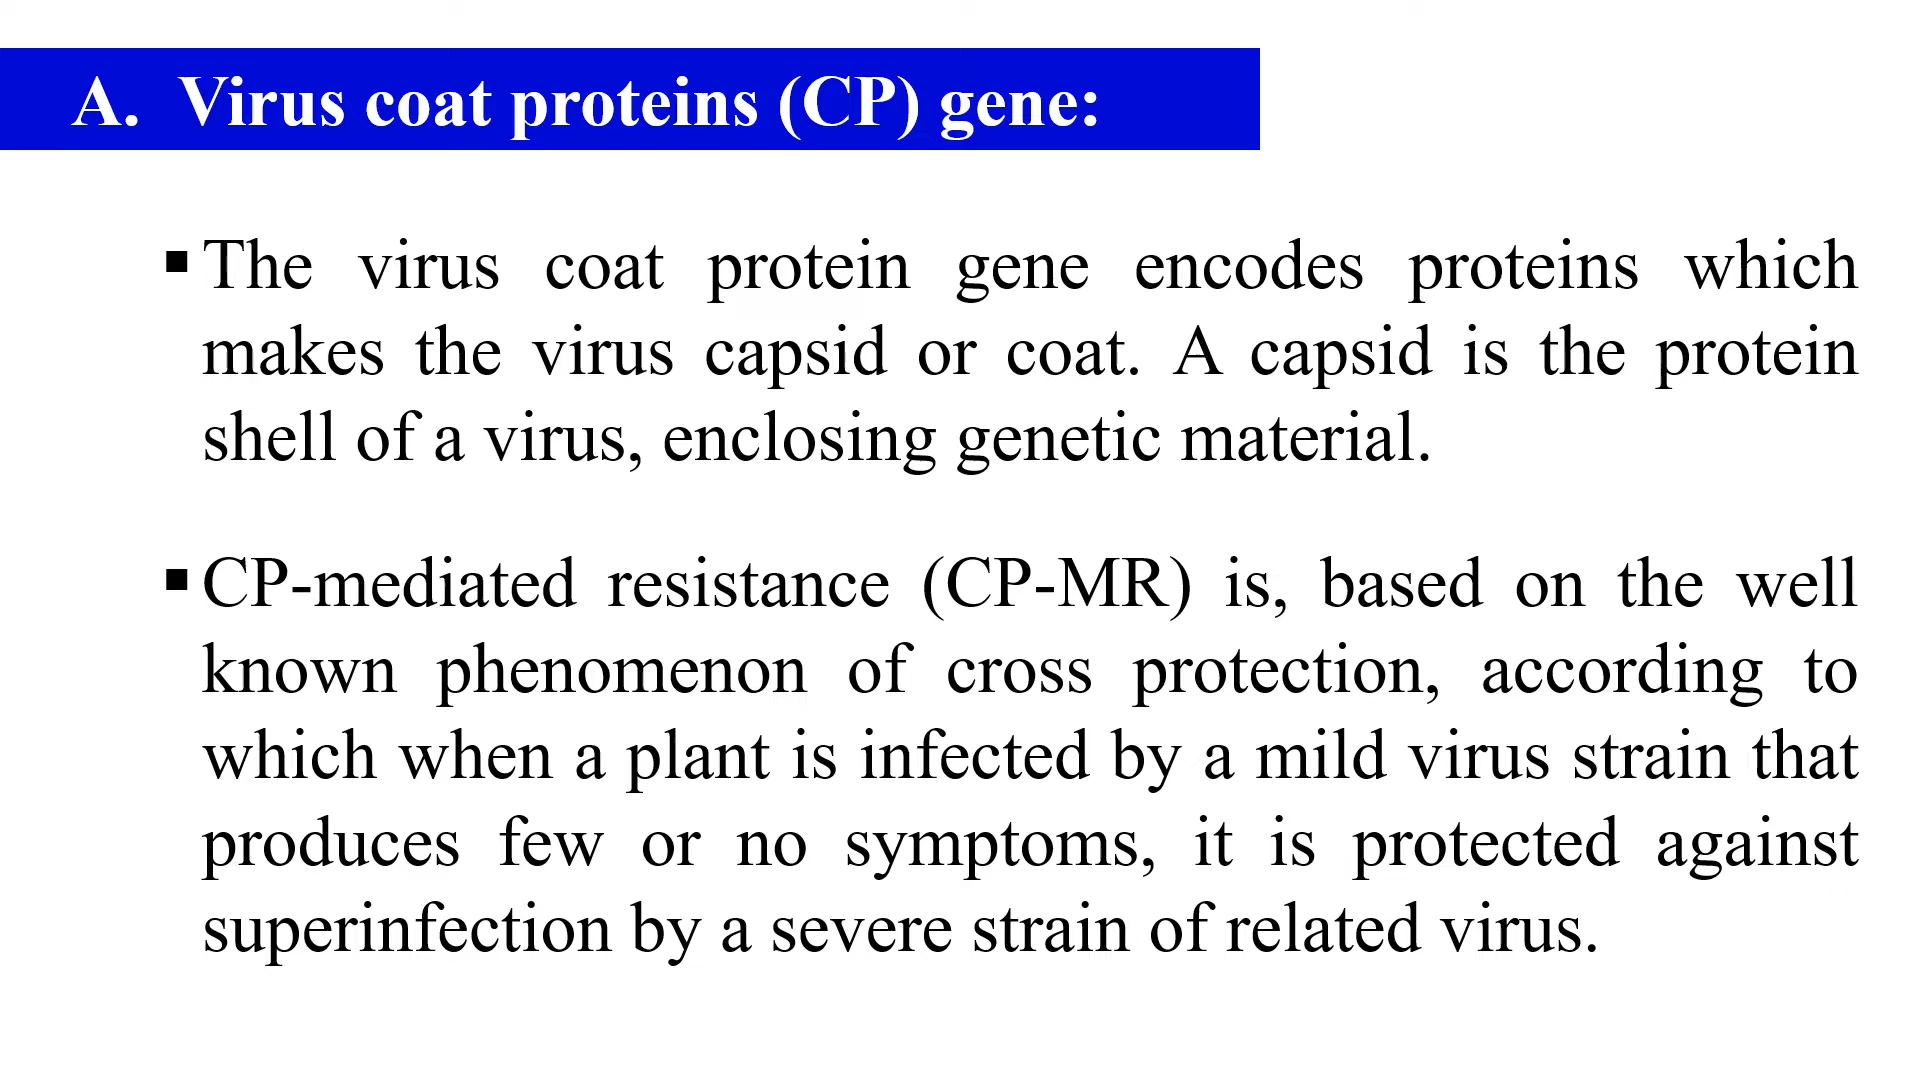 A. Virus coat proteins (CP) gene:
▪ The virus coat protein gene encodes proteins which
makes the virus capsid or coat. A capsid is the protein
shell of a virus, enclosing genetic material.
▪ CP-mediated resistance (CP-MR) is, based on the well
known phenomenon of cross protection, according to
which when a plant is infected by a mild virus strain that
produces few or no symptoms, it is protected against
superinfection by a severe strain of related virus.